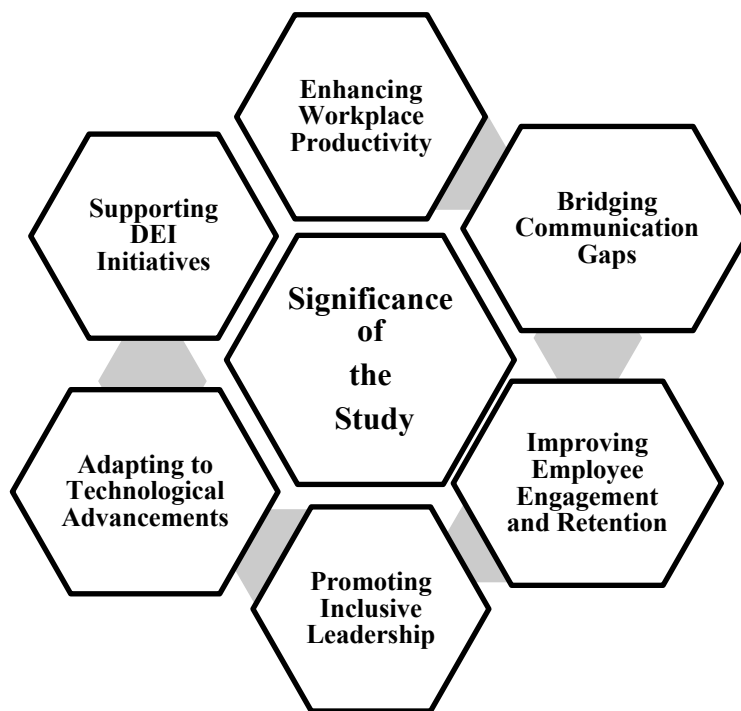 Enhancing
Workplace
Productivity
Bridging
Communication
Gaps
Improving
Employee
Engagement
and Retention
Promoting
Inclusive
Leadership
Adapting to
Technological
Advancements
Supporting
DEI
Initiatives
Significance
of
the
Study